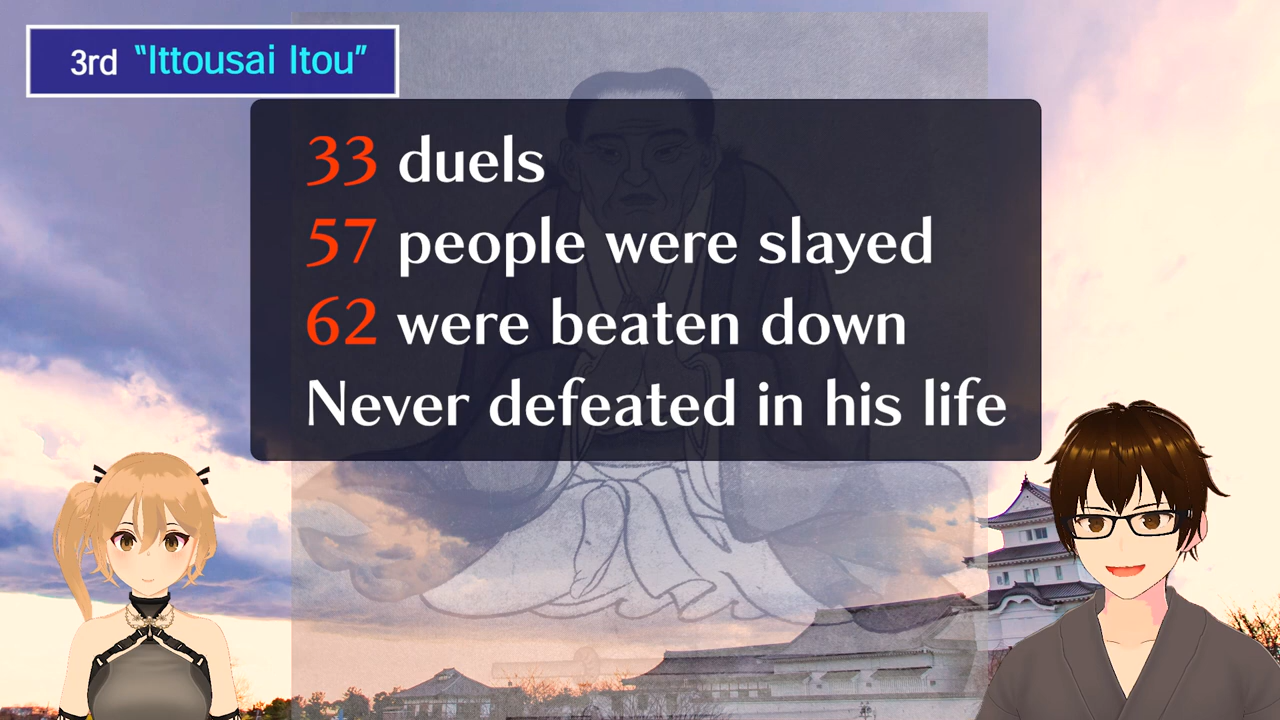 3rd “Ittousai Itou”
33 duels
57 people were slayed
62 were beaten down
Never defeated in his life